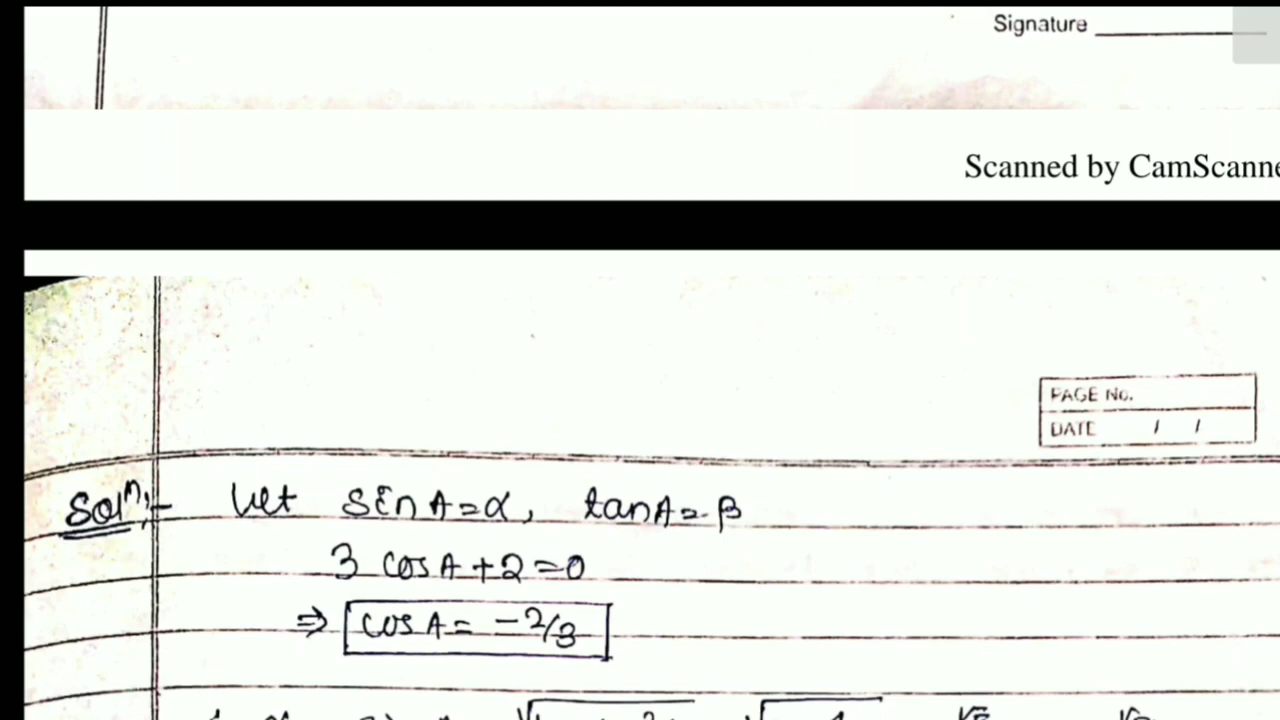 Signature
Scanned by CamScanne
PAGE No.
DATE / /
Solⁿ:- Let sin A = α, tan A = β
3 cos A + 2 = 0
⇒ cos A = -2/3